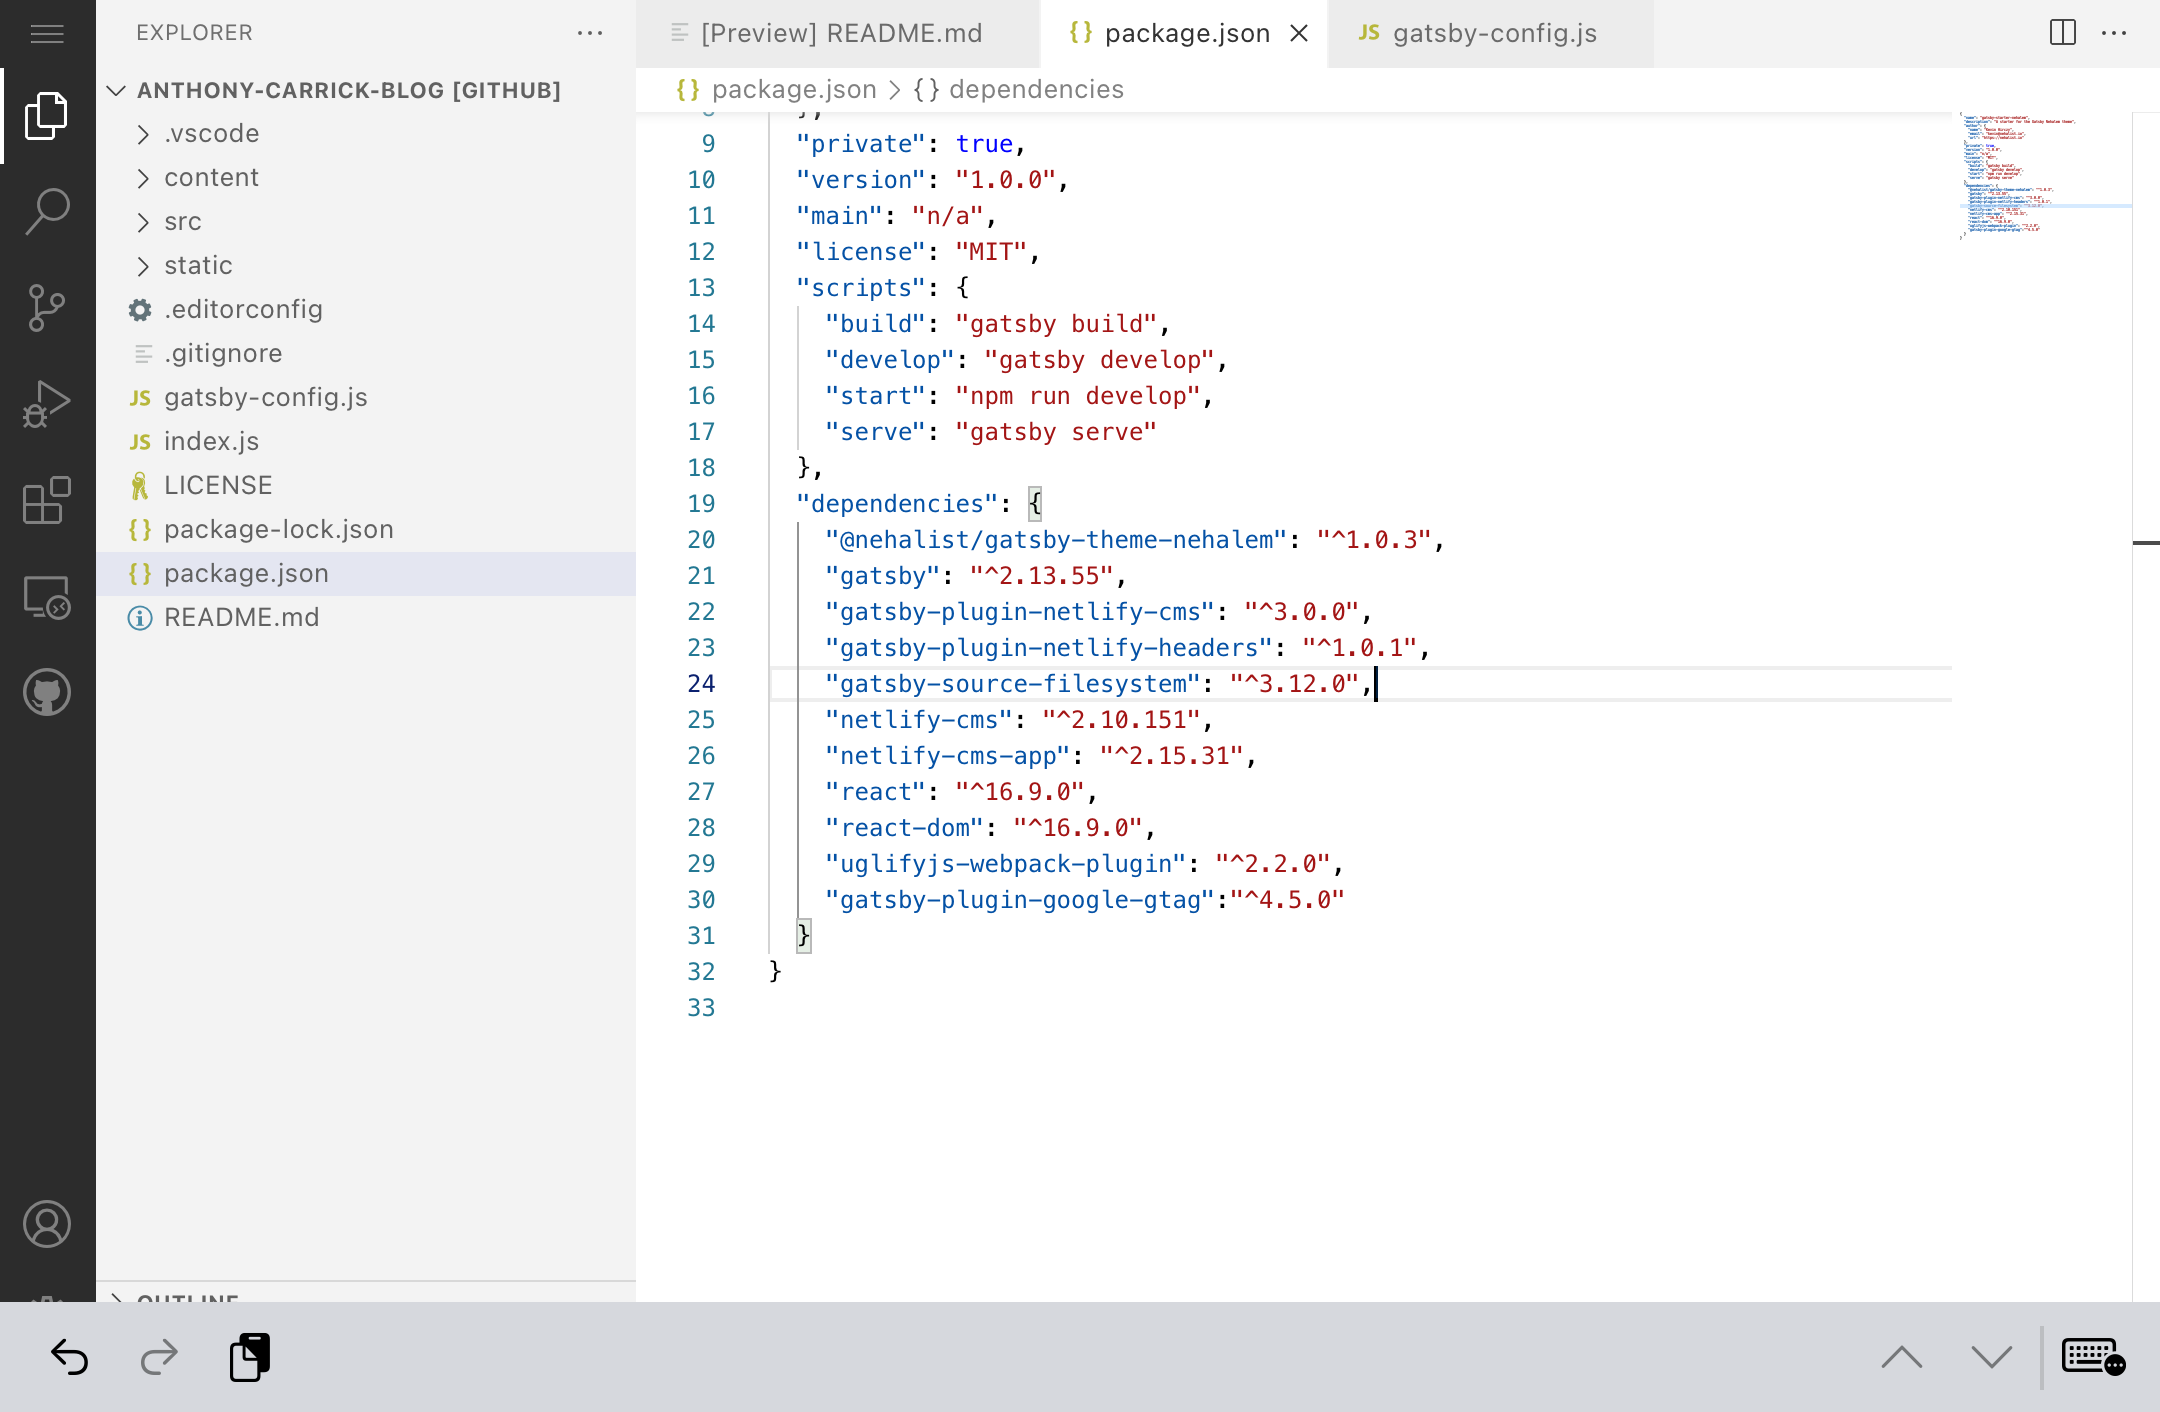 EXPLORER
ANTHONY-CARRICK-BLOG [GITHUB]
.vscode
content
src
static
.editorconfig
.gitignore
JS gatsby-config.js
JS index.js
LICENSE
{} package-lock.json
{} package.json
README.md
OUTLINE
[Preview] README.md
{} package.json
JS gatsby-config.js
{} package.json > {} dependencies
9 "private": true,
10 "version": "1.0.0",
11 "main": "n/a",
12 "license": "MIT",
13 "scripts": {
14 "build": "gatsby build",
15 "develop": "gatsby develop",
16 "start": "npm run develop",
17 "serve": "gatsby serve"
18 },
19 "dependencies": {
20 "@nehalist/gatsby-theme-nehalem": "^1.0.3",
21 "gatsby": "^2.13.55",
22 "gatsby-plugin-netlify-cms": "^3.0.0",
23 "gatsby-plugin-netlify-headers": "^1.0.1",
24 "gatsby-source-filesystem": "^3.12.0",
25 "netlify-cms": "^2.10.151",
26 "netlify-cms-app": "^2.15.31",
27 "react": "^16.9.0",
28 "react-dom": "^16.9.0",
29 "uglifyjs-webpack-plugin": "^2.2.0",
30 "gatsby-plugin-google-gtag":"^4.5.0"
31 }
32 }
33